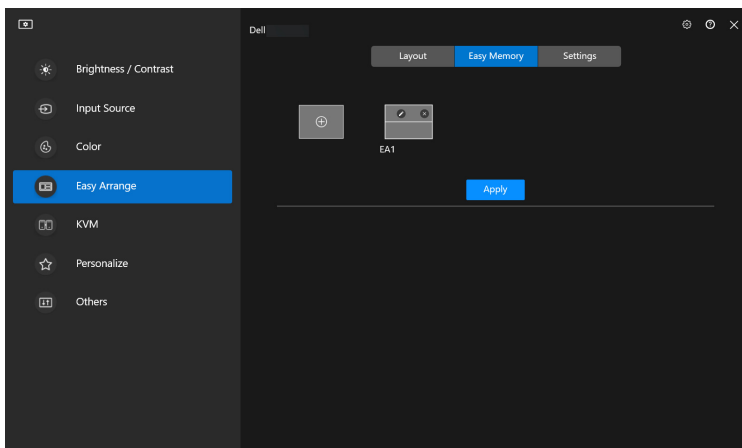 Dell
Brightness / Contrast
Input Source
Color
Easy Arrange
KVM
Personalize
Others
Layout
Easy Memory
Settings
EA1
Apply